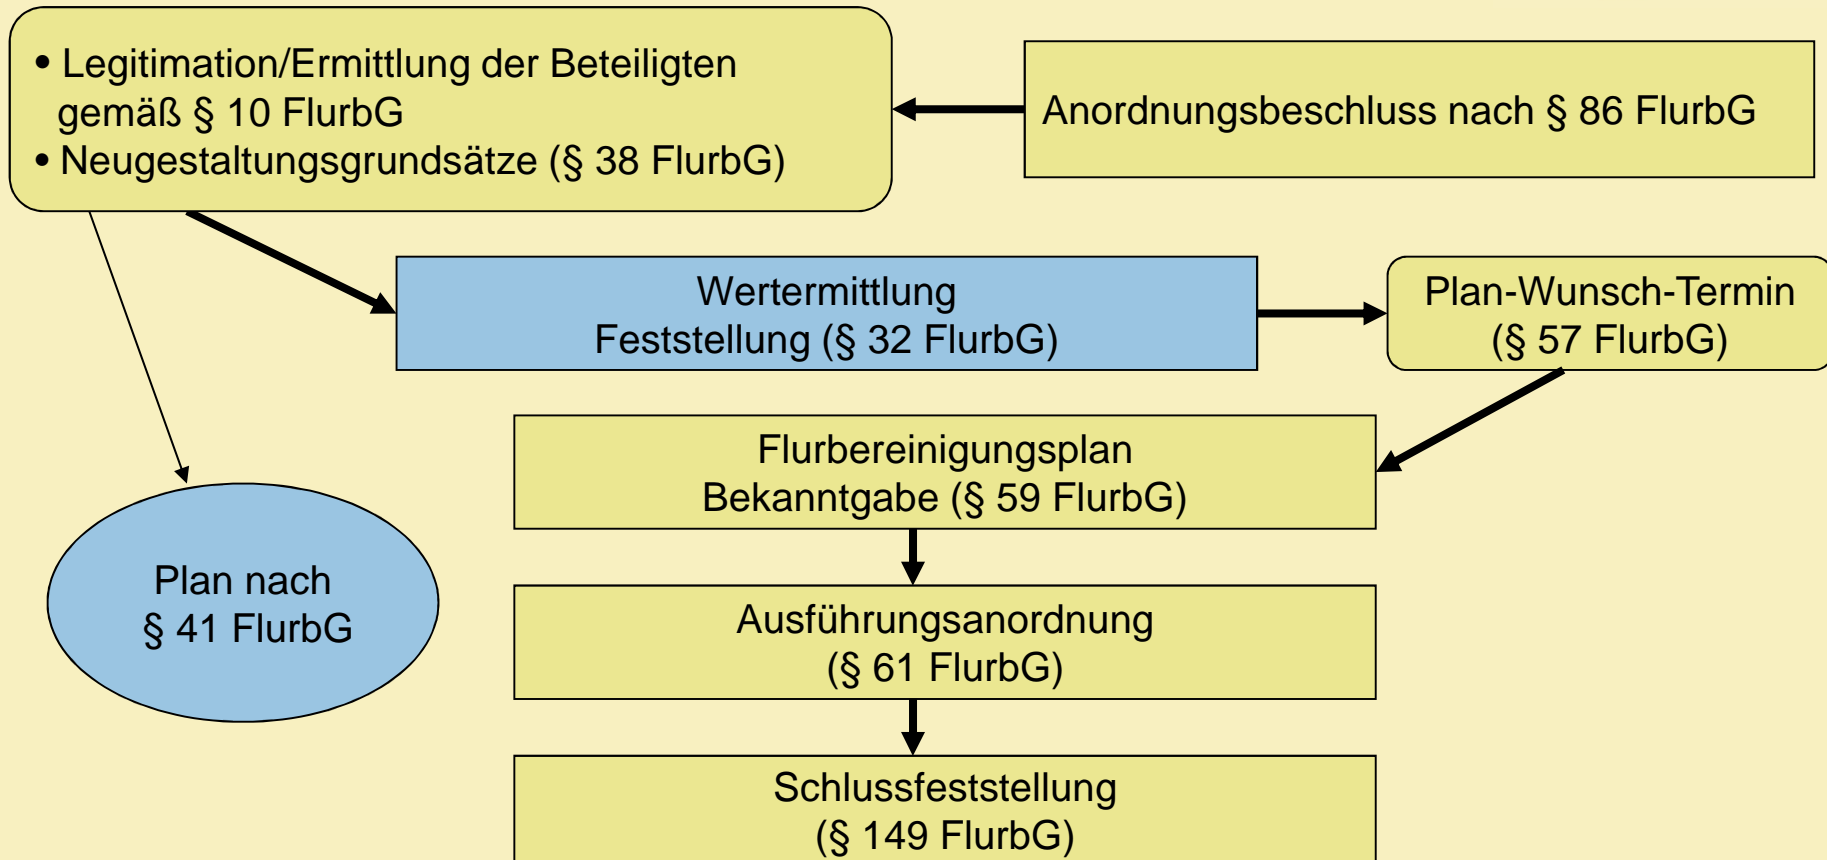 • Legitimation/Ermittlung der Beteiligten
gemäß § 10 FlurbG
• Neugestaltungsgrundsätze (§ 38 FlurbG)
Anordnungsbeschluss nach § 86 FlurbG
Wertermittlung
Feststellung (§ 32 FlurbG)
Plan-Wunsch-Termin
(§ 57 FlurbG)
Flurbereinigungsplan
Bekanntgabe (§ 59 FlurbG)
Plan nach
§ 41 FlurbG
Ausführungsanordnung
(§ 61 FlurbG)
Schlussfeststellung
(§ 149 FlurbG)